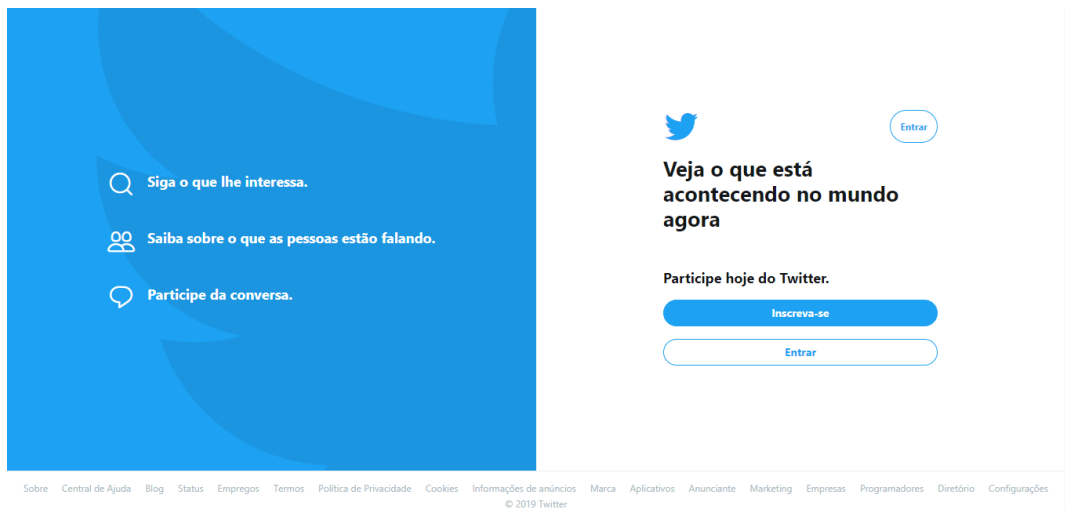 Siga o que lhe interessa.
Saiba sobre o que as pessoas estão falando.
Participe da conversa.
Entrar
Veja o que está
acontecendo no mundo
agora
Participe hoje do Twitter.
Inscreva-se
Entrar
Sobre Central de Ajuda Blog Status Empregos Termos Política de Privacidade Cookies Informações de anúncios Marca Aplicativos Anunciante Marketing Empresas Programadores Diretório Configurações
© 2019 Twitter